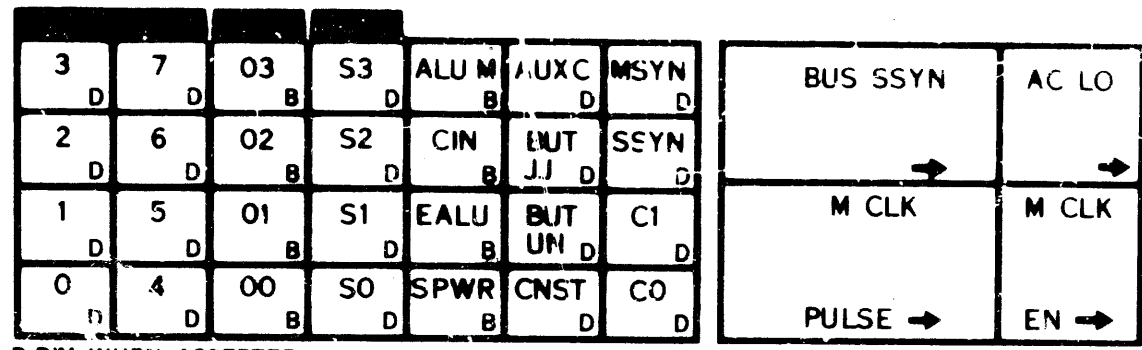 3 7 03 S3 ALU M AUXC MSYN BUS SSYN AC LO
D D B D B D D
2 6 02 S2 CIN BUT SSYN
D D B D B JJ D D
1 5 01 S1 EALU BUT C1 M CLK M CLK
D D B D B UN D D
0 4 00 S0 SPWR CNST C0
D D B D B D D PULSE EN